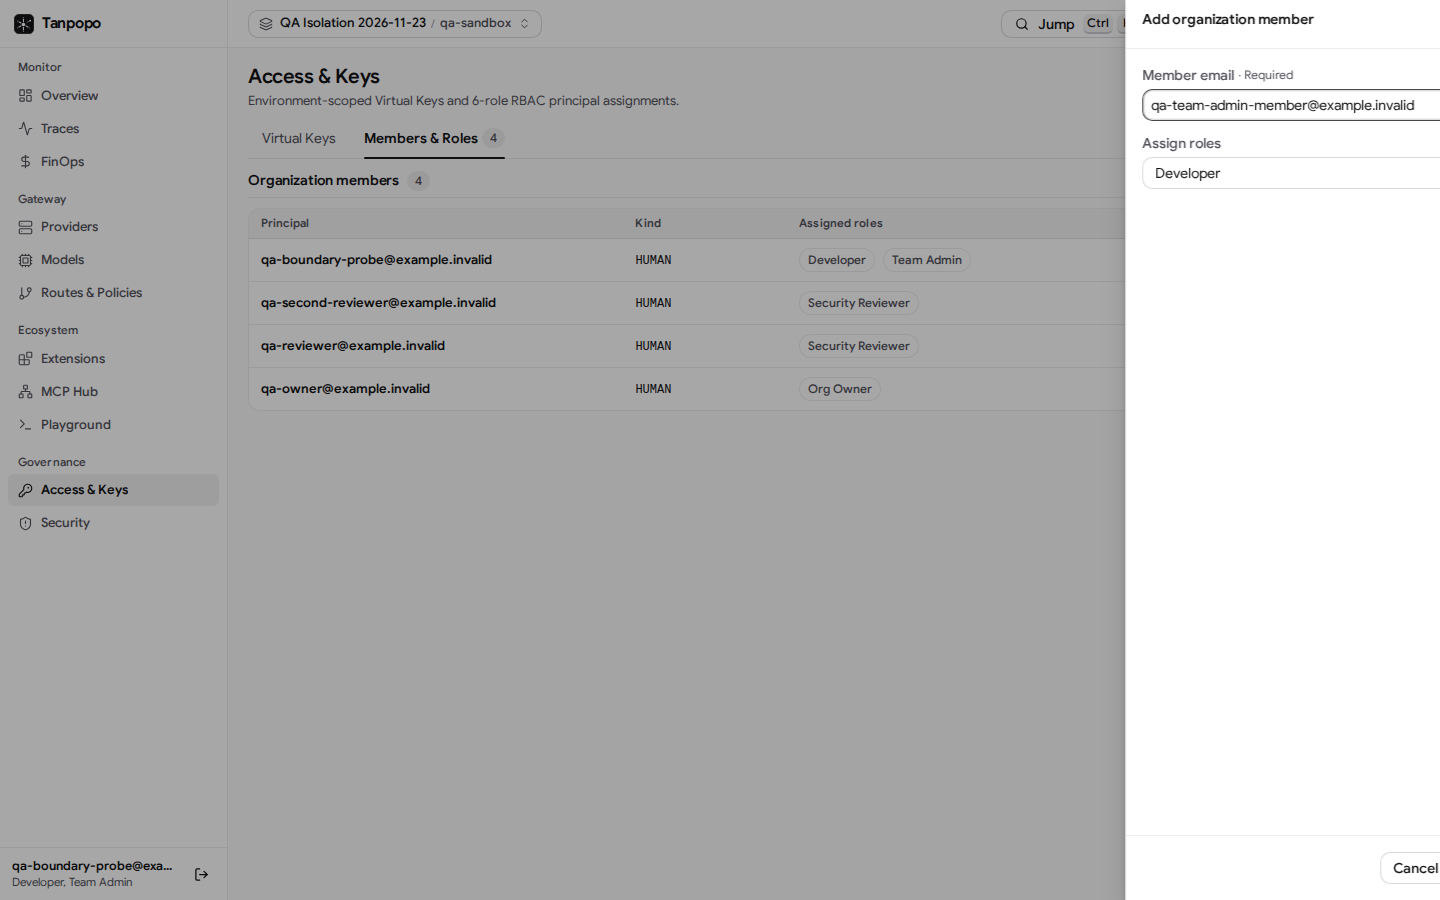 Tanpopo
Monitor
Overview
Traces
FinOps
Gateway
Providers
Models
Routes & Policies
Ecosystem
Extensions
MCP Hub
Playground
Governance
Access & Keys
Security
qa-boundary-probe@exa...
Developer, Team Admin
QA Isolation 2026-11-23 / qa-sandbox
Jump Ctrl
Access & Keys
Environment-scoped Virtual Keys and 6-role RBAC principal assignments.
Virtual Keys
Members & Roles 4
Organization members 4
Principal Kind Assigned roles
qa-boundary-probe@example.invalid HUMAN Developer Team Admin
qa-second-reviewer@example.invalid HUMAN Security Reviewer
qa-reviewer@example.invalid HUMAN Security Reviewer
qa-owner@example.invalid HUMAN Org Owner
Add organization member
Member email · Required
qa-team-admin-member@example.invalid
Assign roles
Developer
Cancel